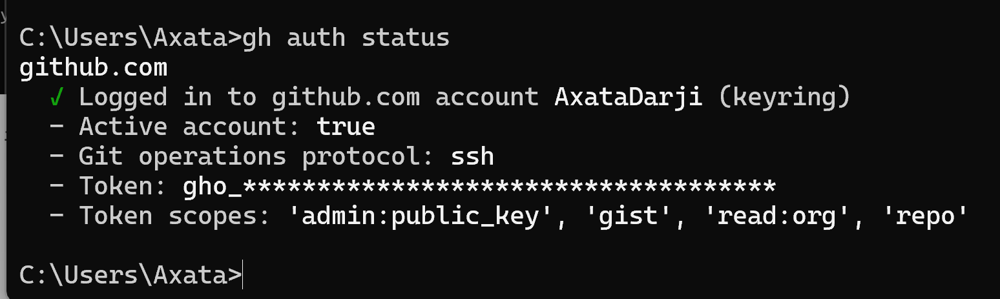 C:\Users\Axata>gh auth status
github.com
  ✓ Logged in to github.com account AxataDarji (keyring)
  - Active account: true
  - Git operations protocol: ssh
  - Token: gho_************************************
  - Token scopes: 'admin:public_key', 'gist', 'read:org', 'repo'
C:\Users\Axata>